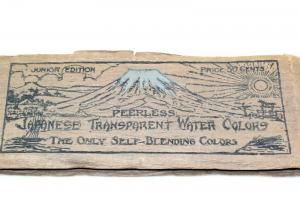 JUNIOR EDITION
PRICE 50 CENTS
PEERLESS
JAPANESE TRANSPARENT WATER COLORS
THE ONLY SELF-BLENDING COLORS